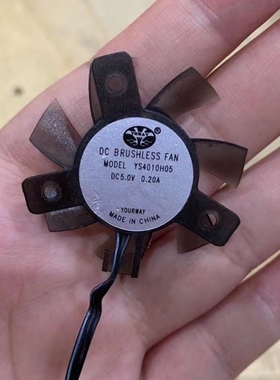 DC BRUSHLESS FAN
MODEL YS4010H05
DC5.0V 0.20A
YOURWAY
MADE IN CHINA